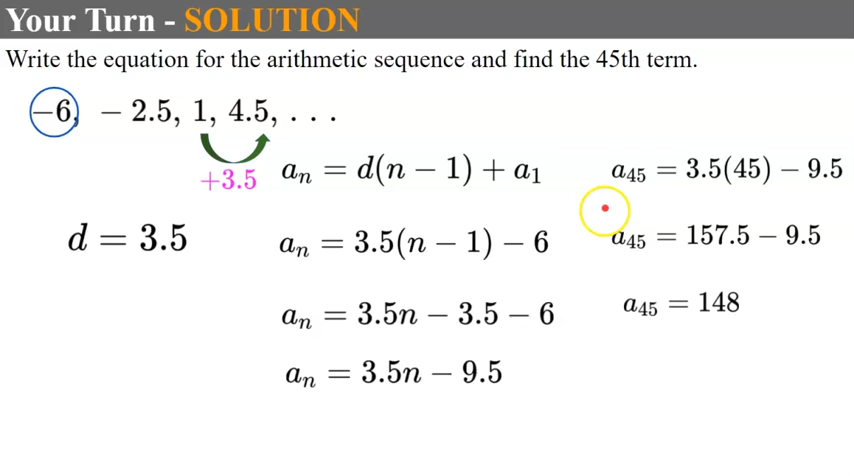 Your Turn - SOLUTION
Write the equation for the arithmetic sequence and find the 45th term.
−6, − 2.5, 1, 4.5, . . .
+3.5
d = 3.5
aₙ = d(n − 1) + a₁
aₙ = 3.5(n − 1) − 6
aₙ = 3.5n − 3.5 − 6
aₙ = 3.5n − 9.5
a₄₅ = 3.5(45) − 9.5
a₄₅ = 157.5 − 9.5
a₄₅ = 148